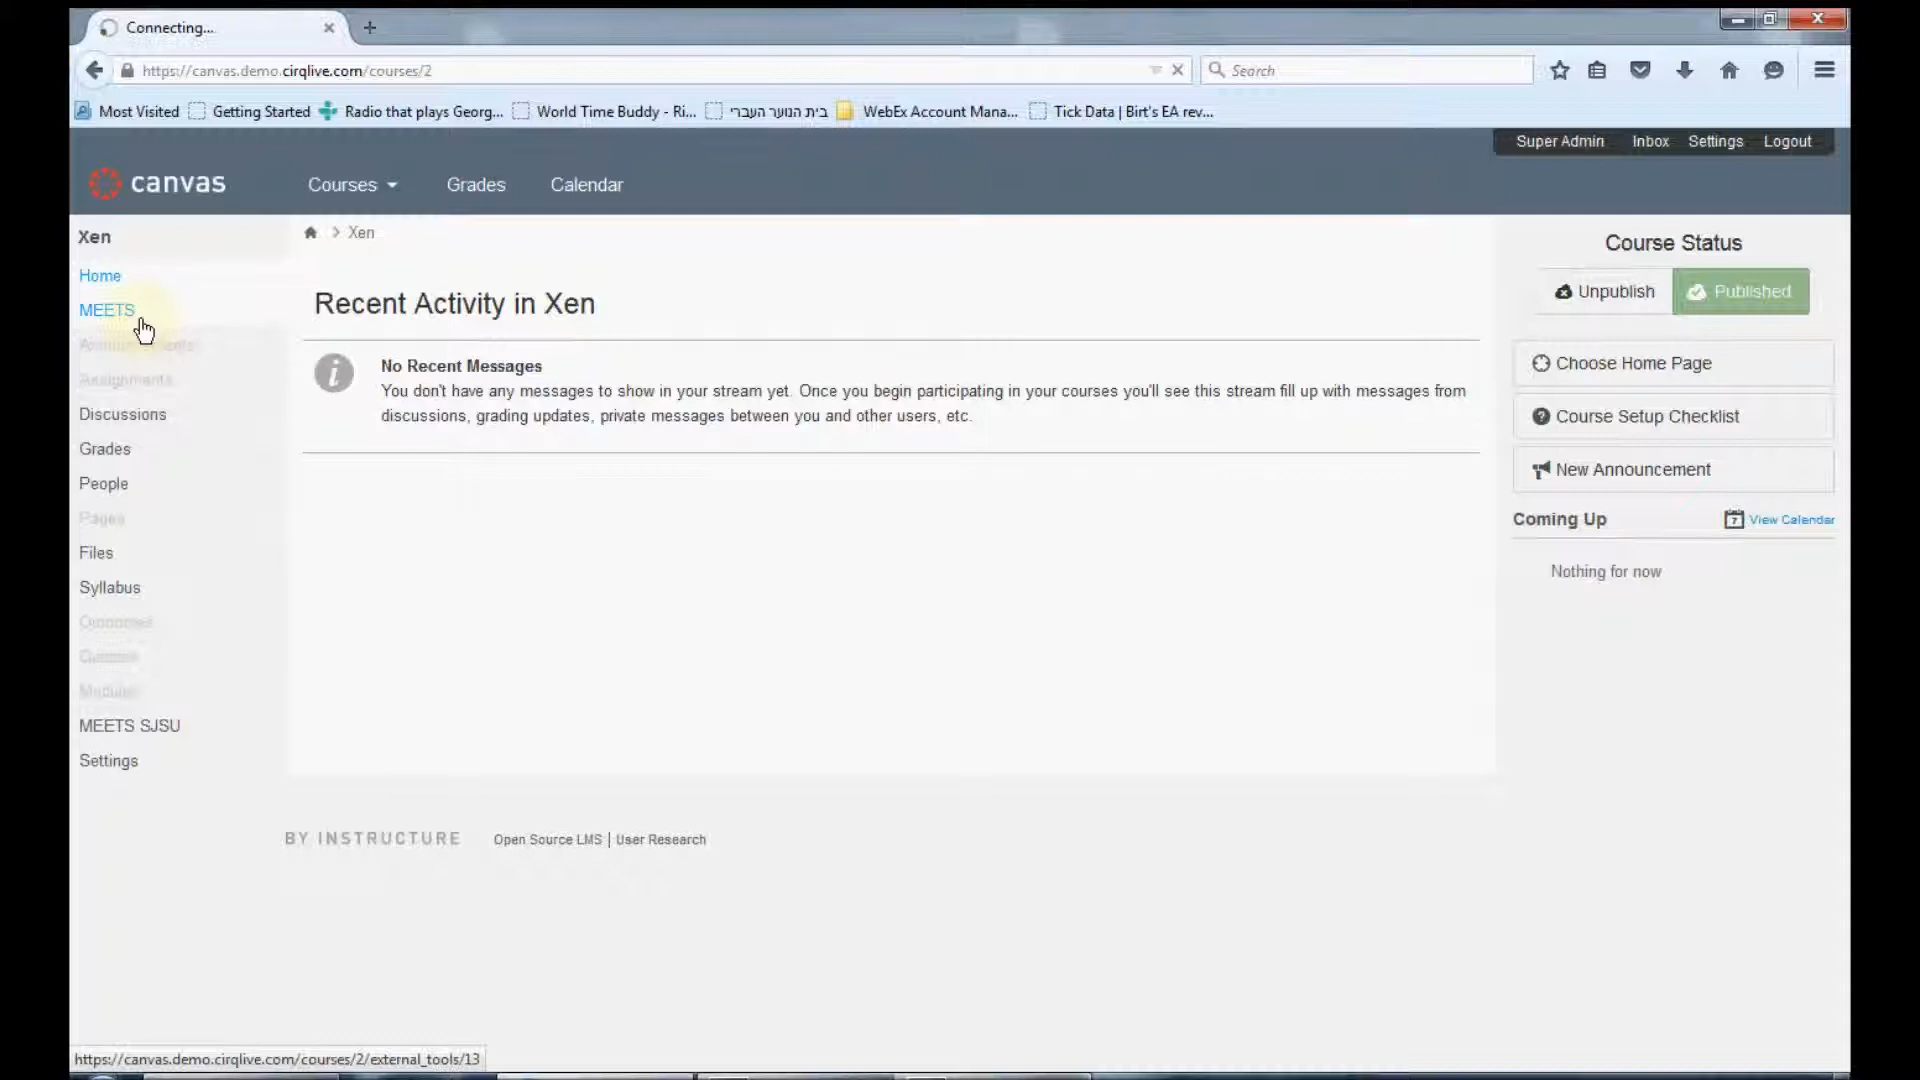 Connecting...
https://canvas.demo.cirqlive.com/courses/2
Search
Most Visited
Getting Started
Radio that plays Georg...
World Time Buddy - Ri...
בית הנוער העברי
WebEx Account Mana...
Tick Data | Birt's EA rev...
Super Admin
Inbox
Settings
Logout
canvas
Courses
Grades
Calendar
Xen
Home
MEETS
Announcements
Assignments
Discussions
Grades
People
Pages
Files
Syllabus
Outcomes
Quizzes
Modules
MEETS SJSU
Settings
> Xen
Recent Activity in Xen
No Recent Messages
You don't have any messages to show in your stream yet. Once you begin participating in your courses you'll see this stream fill up with messages from
discussions, grading updates, private messages between you and other users, etc.
Course Status
Unpublish
Published
Choose Home Page
Course Setup Checklist
New Announcement
Coming Up
7
View Calendar
Nothing for now
BY INSTRUCTURE
Open Source LMS | User Research
https://canvas.demo.cirqlive.com/courses/2/external_tools/13